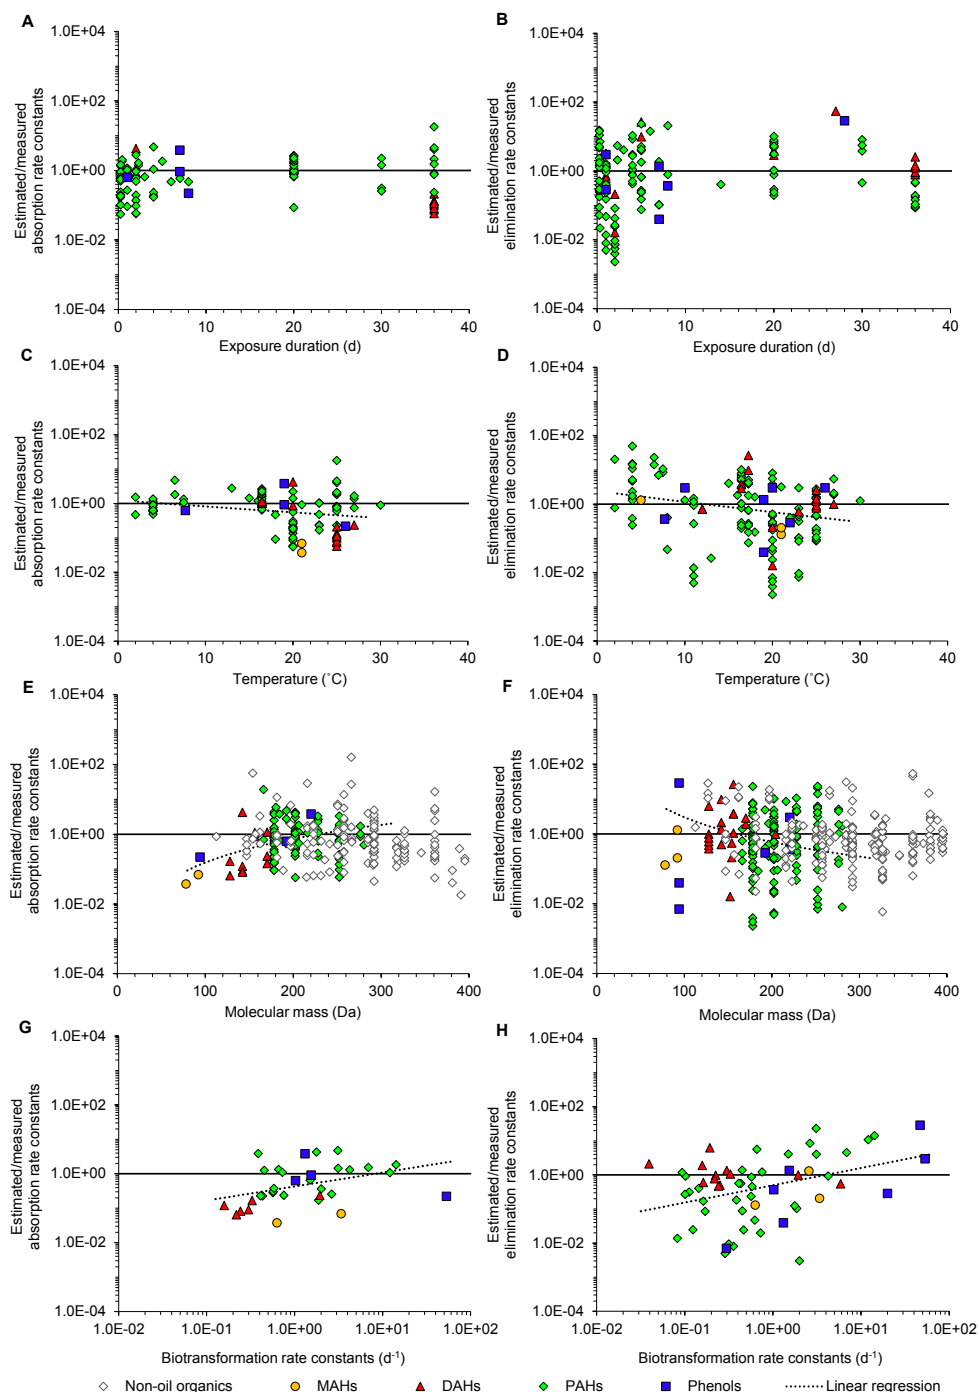 A
1.0E+04
1.0E+02
1.0E+00
1.0E-02
1.0E-04
Estimated/measured
absorption rate constants
0 10 20 30 40
Exposure duration (d)
B
1.0E+04
1.0E+02
1.0E+00
1.0E-02
1.0E-04
Estimated/measured
elimination rate constants
0 10 20 30 40
Exposure duration (d)
C
1.0E+04
1.0E+02
1.0E+00
1.0E-02
1.0E-04
Estimated/measured
absorption rate constants
0 10 20 30 40
Temperature (˚C)
D
1.0E+04
1.0E+02
1.0E+00
1.0E-02
1.0E-04
Estimated/measured
elimination rate constants
0 10 20 30 40
Temperature (˚C)
E
1.0E+04
1.0E+02
1.0E+00
1.0E-02
1.0E-04
Estimated/measured
absorption rate constants
0 100 200 300 400
Molecular mass (Da)
F
1.0E+04
1.0E+02
1.0E+00
1.0E-02
1.0E-04
Estimated/measured
elimination rate constants
0 100 200 300 400
Molecular mass (Da)
G
1.0E+04
1.0E+02
1.0E+00
1.0E-02
1.0E-04
Estimated/measured
absorption rate constants
1.0E-02 1.0E-01 1.0E+00 1.0E+01 1.0E+02
Biotransformation rate constants (d⁻¹)
H
1.0E+04
1.0E+02
1.0E+00
1.0E-02
1.0E-04
Estimated/measured
elimination rate constants
1.0E-02 1.0E-01 1.0E+00 1.0E+01 1.0E+02
Biotransformation rate constants (d⁻¹)
Non-oil organics MAHs DAHs PAHs Phenols Linear regression